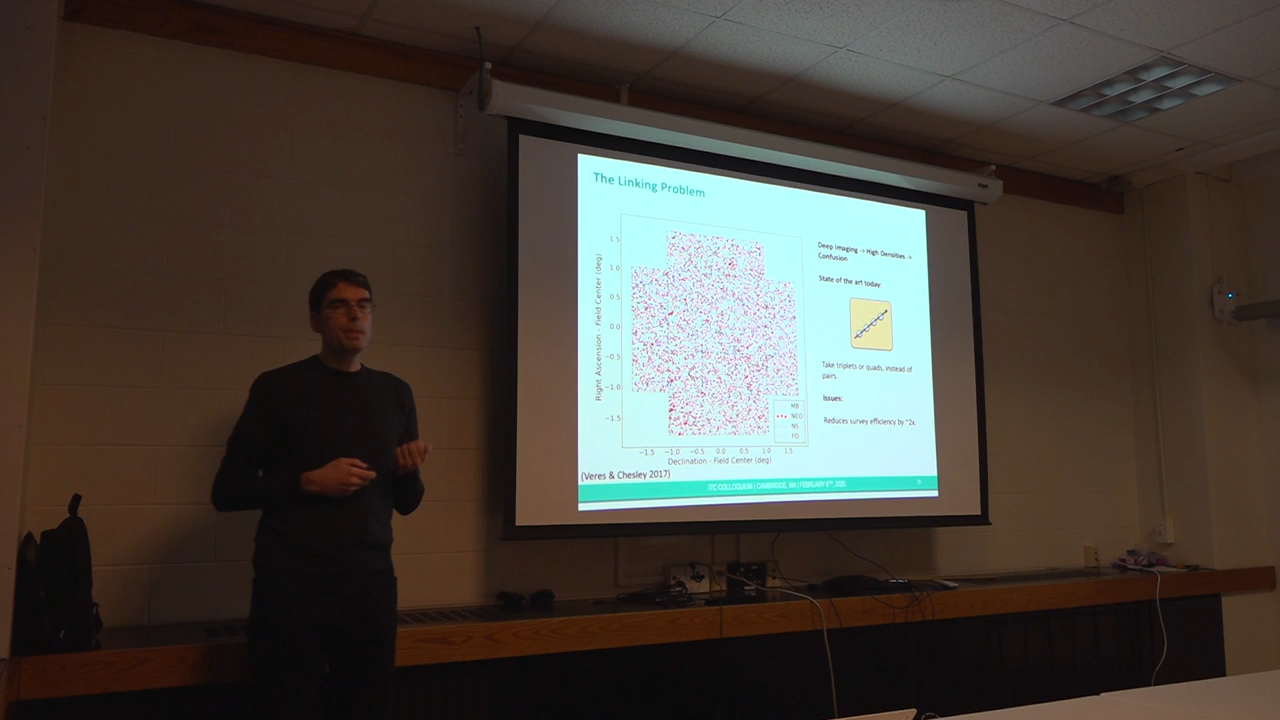 The Linking Problem
Right Ascension - Field Center (deg)
1.5
1.0
0.5
0.0
−0.5
−1.0
−1.5
−1.5 −1.0 −0.5 0.0 0.5 1.0 1.5
Declination - Field Center (deg)
MB
NEO
NS
FD
(Veres & Chesley 2017)
Deep Imaging -> High Densities ->
Confusion
State of the art today:
Take triplets or quads, instead of
pairs.
Issues:
Reduces survey efficiency by ~2x.
ITC COLLOQUIUM | CAMBRIDGE, MA | FEBRUARY 6TH, 2020.